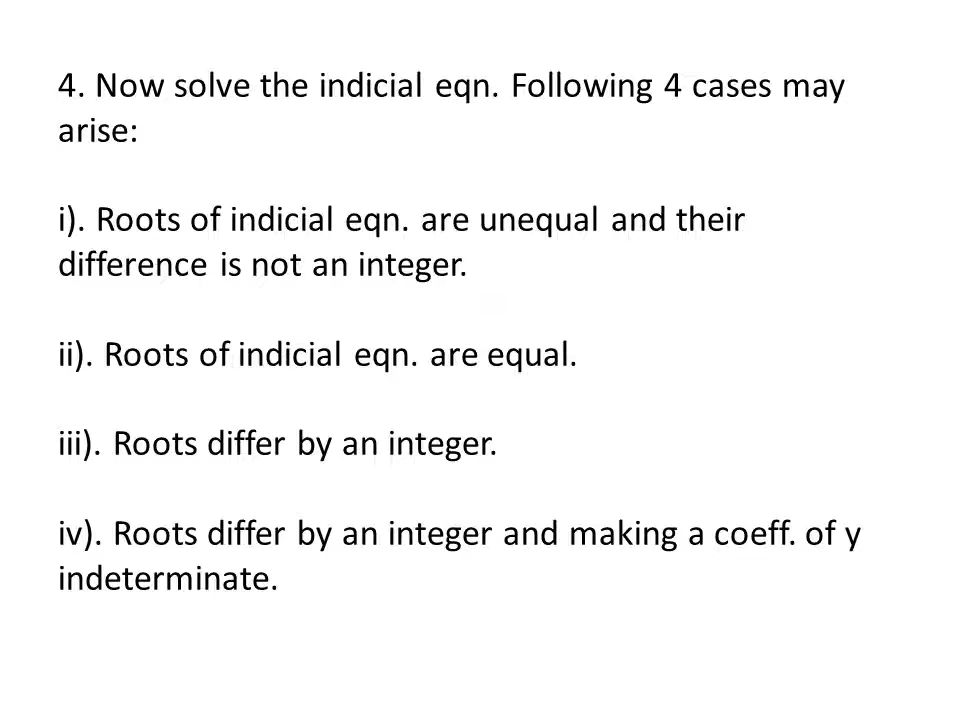 4. Now solve the indicial eqn. Following 4 cases may
arise:
i). Roots of indicial eqn. are unequal and their
difference is not an integer.
ii). Roots of indicial eqn. are equal.
iii). Roots differ by an integer.
iv). Roots differ by an integer and making a coeff. of y
indeterminate.